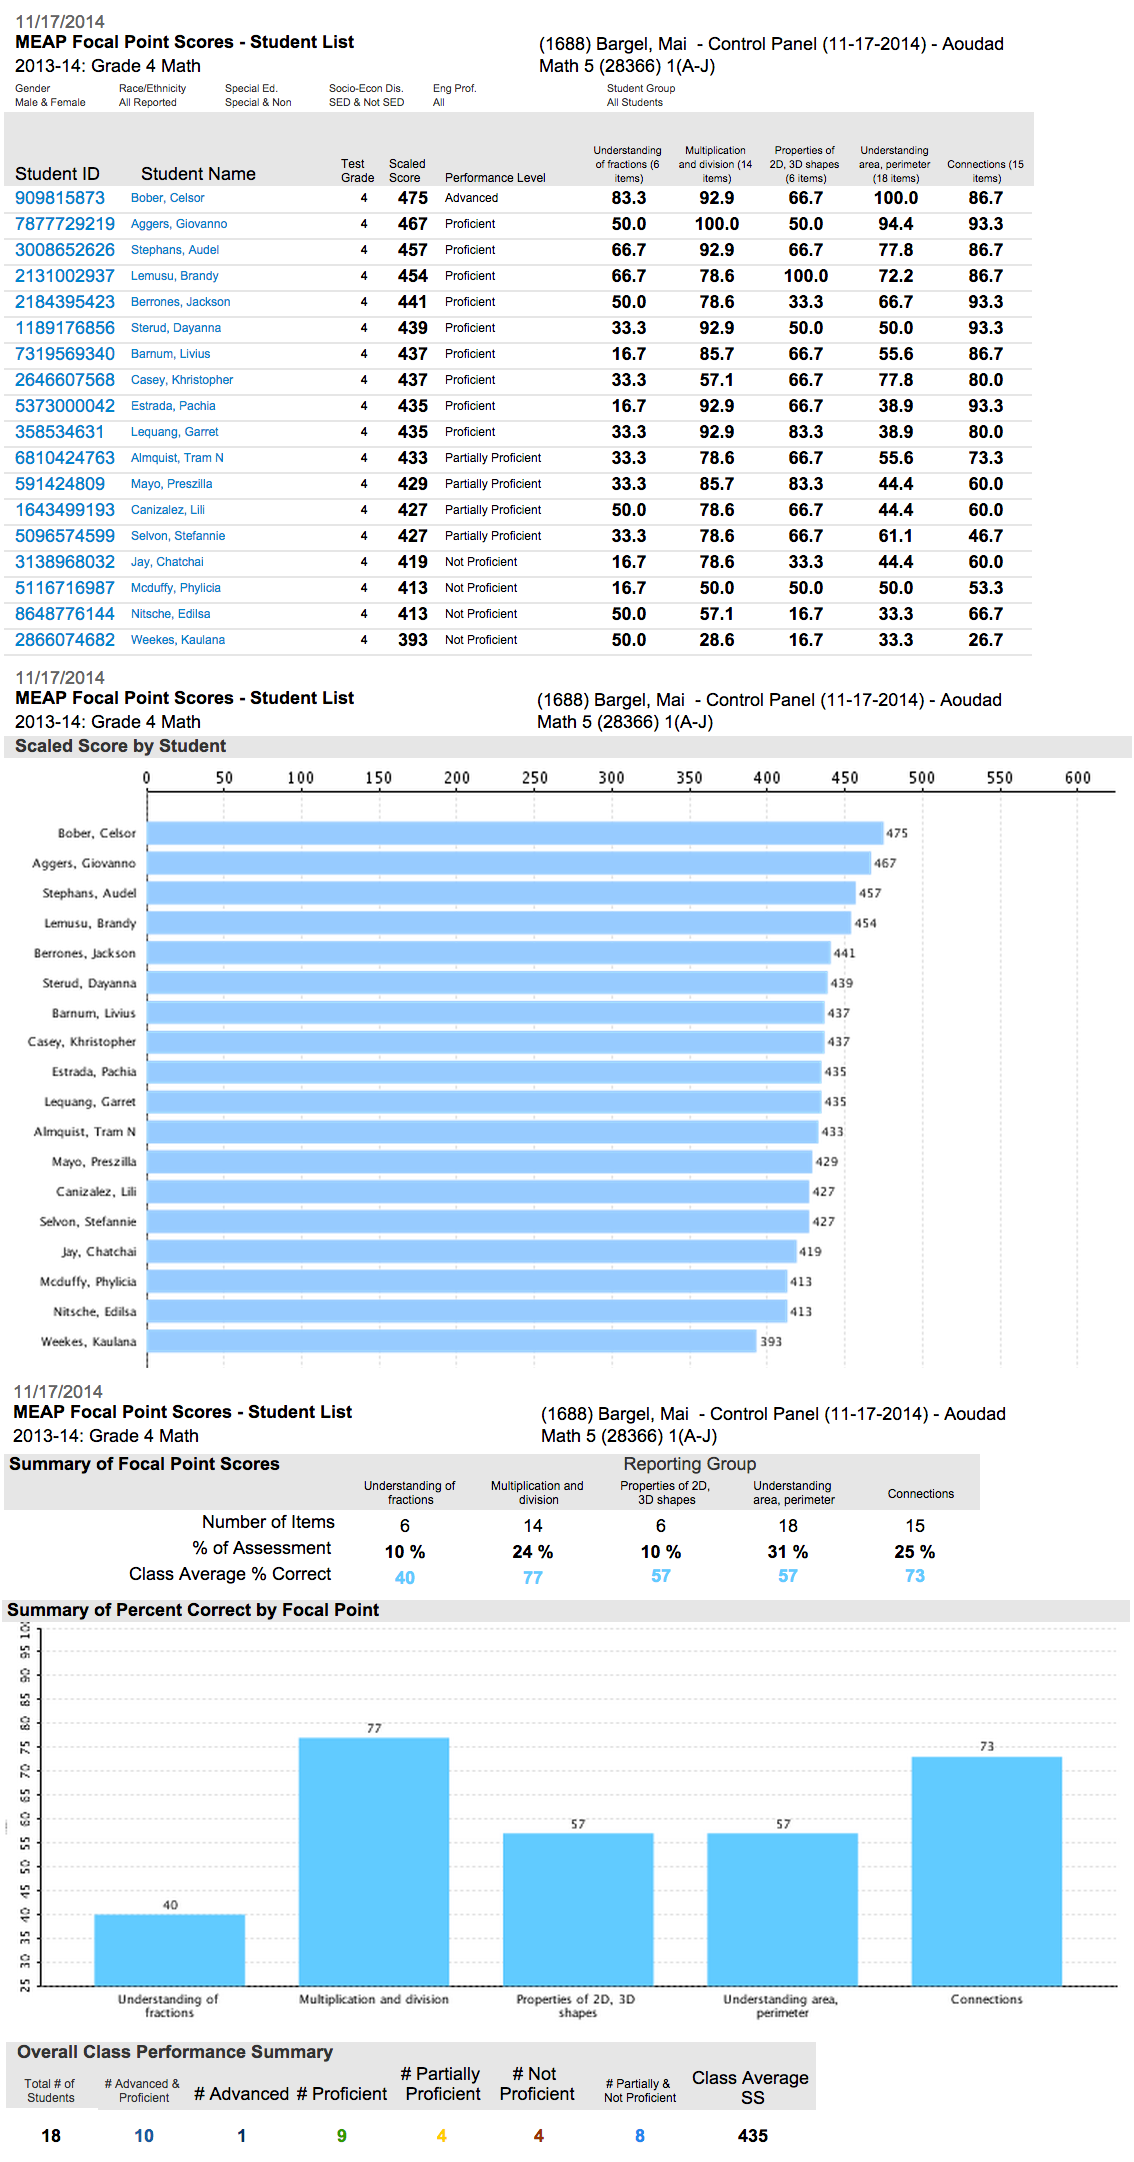 11/17/2014
MEAP Focal Point Scores - Student List
(1688) Bargel, Mai - Control Panel (11-17-2014) - Aoudad
2013-14: Grade 4 Math
Math 5 (28366) 1(A-J)
Gender Race/Ethnicity Special Ed. Socio-Econ Dis. Eng Prof. Student Group
Male & Female All Reported Special & Non SED & Not SED All All Students
Student ID Student Name Test Grade Scaled Score Performance Level Understanding of fractions (6 items) Multiplication and division (14 items) Properties of 2D, 3D shapes (6 items) Understanding area, perimeter (18 items) Connections (15 items)
909815873 Bober, Celsor 4 475 Advanced 83.3 92.9 66.7 100.0 86.7
7877729219 Aggers, Giovanno 4 467 Proficient 50.0 100.0 50.0 94.4 93.3
3008652626 Stephans, Audel 4 457 Proficient 66.7 92.9 66.7 77.8 86.7
2131002937 Lemusu, Brandy 4 454 Proficient 66.7 78.6 100.0 72.2 86.7
2184395423 Berrones, Jackson 4 441 Proficient 50.0 78.6 33.3 66.7 93.3
1189176856 Sterud, Dayanna 4 439 Proficient 33.3 92.9 50.0 50.0 93.3
7319569340 Barnum, Livius 4 437 Proficient 16.7 85.7 66.7 55.6 86.7
2646607568 Casey, Khristopher 4 437 Proficient 33.3 57.1 66.7 77.8 80.0
5373000042 Estrada, Pachia 4 435 Proficient 16.7 92.9 66.7 38.9 93.3
358534631 Lequang, Garret 4 435 Proficient 33.3 92.9 83.3 38.9 80.0
6810424763 Almquist, Tram N 4 433 Partially Proficient 33.3 78.6 66.7 55.6 73.3
591424809 Mayo, Preszilla 4 429 Partially Proficient 33.3 85.7 83.3 44.4 60.0
1643499193 Canizalez, Lili 4 427 Partially Proficient 50.0 78.6 66.7 44.4 60.0
5096574599 Selvon, Stefannie 4 427 Partially Proficient 33.3 78.6 66.7 61.1 46.7
3138968032 Jay, Chatchai 4 419 Not Proficient 16.7 78.6 33.3 44.4 60.0
5116716987 Mcduffy, Phylicia 4 413 Not Proficient 16.7 50.0 50.0 50.0 53.3
8648776144 Nitsche, Edilsa 4 413 Not Proficient 50.0 57.1 16.7 33.3 66.7
2866074682 Weekes, Kaulana 4 393 Not Proficient 50.0 28.6 16.7 33.3 26.7
11/17/2014
MEAP Focal Point Scores - Student List
(1688) Bargel, Mai - Control Panel (11-17-2014) - Aoudad
2013-14: Grade 4 Math
Math 5 (28366) 1(A-J)
Scaled Score by Student
0 50 100 150 200 250 300 350 400 450 500 550 600
Bober, Celsor 475
Aggers, Giovanno 467
Stephans, Audel 457
Lemusu, Brandy 454
Berrones, Jackson 441
Sterud, Dayanna 439
Barnum, Livius 437
Casey, Khristopher 437
Estrada, Pachia 435
Lequang, Garret 435
Almquist, Tram N 433
Mayo, Preszilla 429
Canizalez, Lili 427
Selvon, Stefannie 427
Jay, Chatchai 419
Mcduffy, Phylicia 413
Nitsche, Edilsa 413
Weekes, Kaulana 393
11/17/2014
MEAP Focal Point Scores - Student List
(1688) Bargel, Mai - Control Panel (11-17-2014) - Aoudad
2013-14: Grade 4 Math
Math 5 (28366) 1(A-J)
Summary of Focal Point Scores Reporting Group
Understanding of fractions Multiplication and division Properties of 2D, 3D shapes Understanding area, perimeter Connections
Number of Items 6 14 6 18 15
% of Assessment 10 % 24 % 10 % 31 % 25 %
Class Average % Correct 40 77 57 57 73
Summary of Percent Correct by Focal Point
25 30 35 40 45 50 55 60 65 70 75 80 85 90 95 10
40 77 57 57 73
Understanding of fractions
Multiplication and division
Properties of 2D, 3D shapes
Understanding area, perimeter
Connections
Overall Class Performance Summary
Total # of Students # Advanced & Proficient # Advanced # Proficient # Partially Proficient # Not Proficient # Partially & Not Proficient Class Average SS
18 10 1 9 4 4 8 435